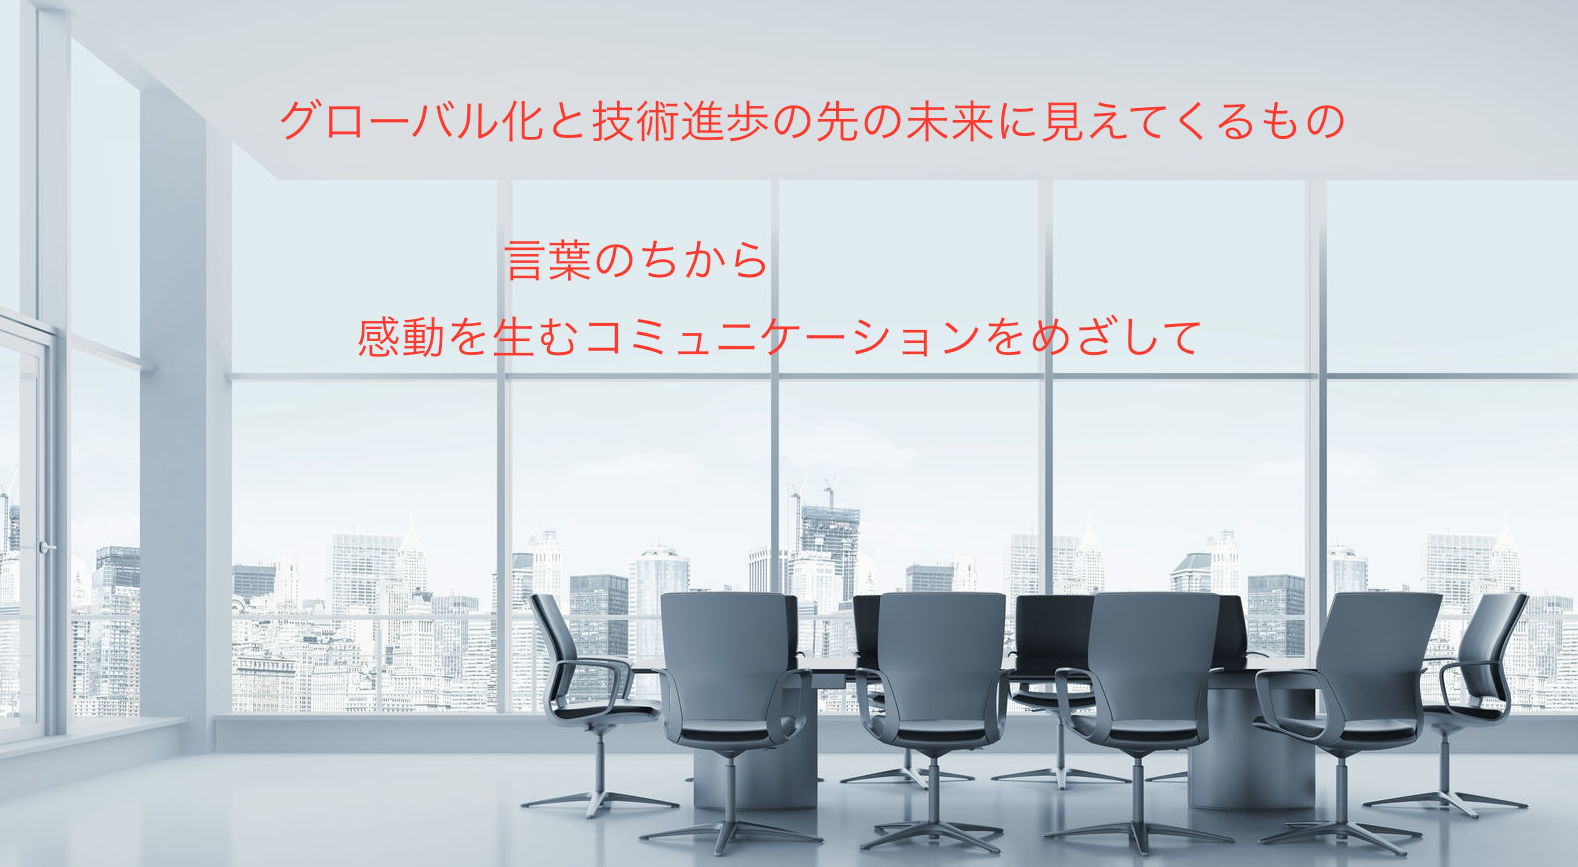 グローバル化と技術進歩の先の未来に見えてくるもの
言葉のちから
感動を生むコミュニケーションをめざして